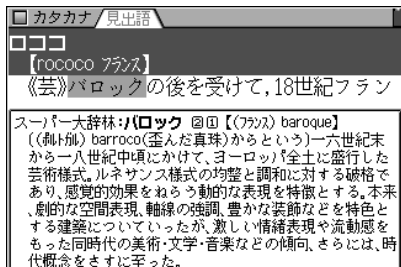 カタカナ 見出語
ロココ
【rococo フランス】
《芸》バロックの後を受けて,18世紀フラン
スーパー大辞林:バロック ②① 【(フランス) baroque】
〔(ポルトガル) barroco(歪んだ真珠)からという〕一六世紀末
から一八世紀中頃にかけて、ヨーロッパ全土に盛行した
芸術様式。ルネサンス様式の均整と調和に対する破格で
あり、感覚的効果をねらう動的な表現を特徴とする。本来
、劇的な空間表現、軸線の強調、豊かな装飾などを特色と
する建築についていったが、激しい情緒表現や流動感を
もった同時代の美術・文学・音楽などの傾向、さらには、時
代概念をさすに至った。